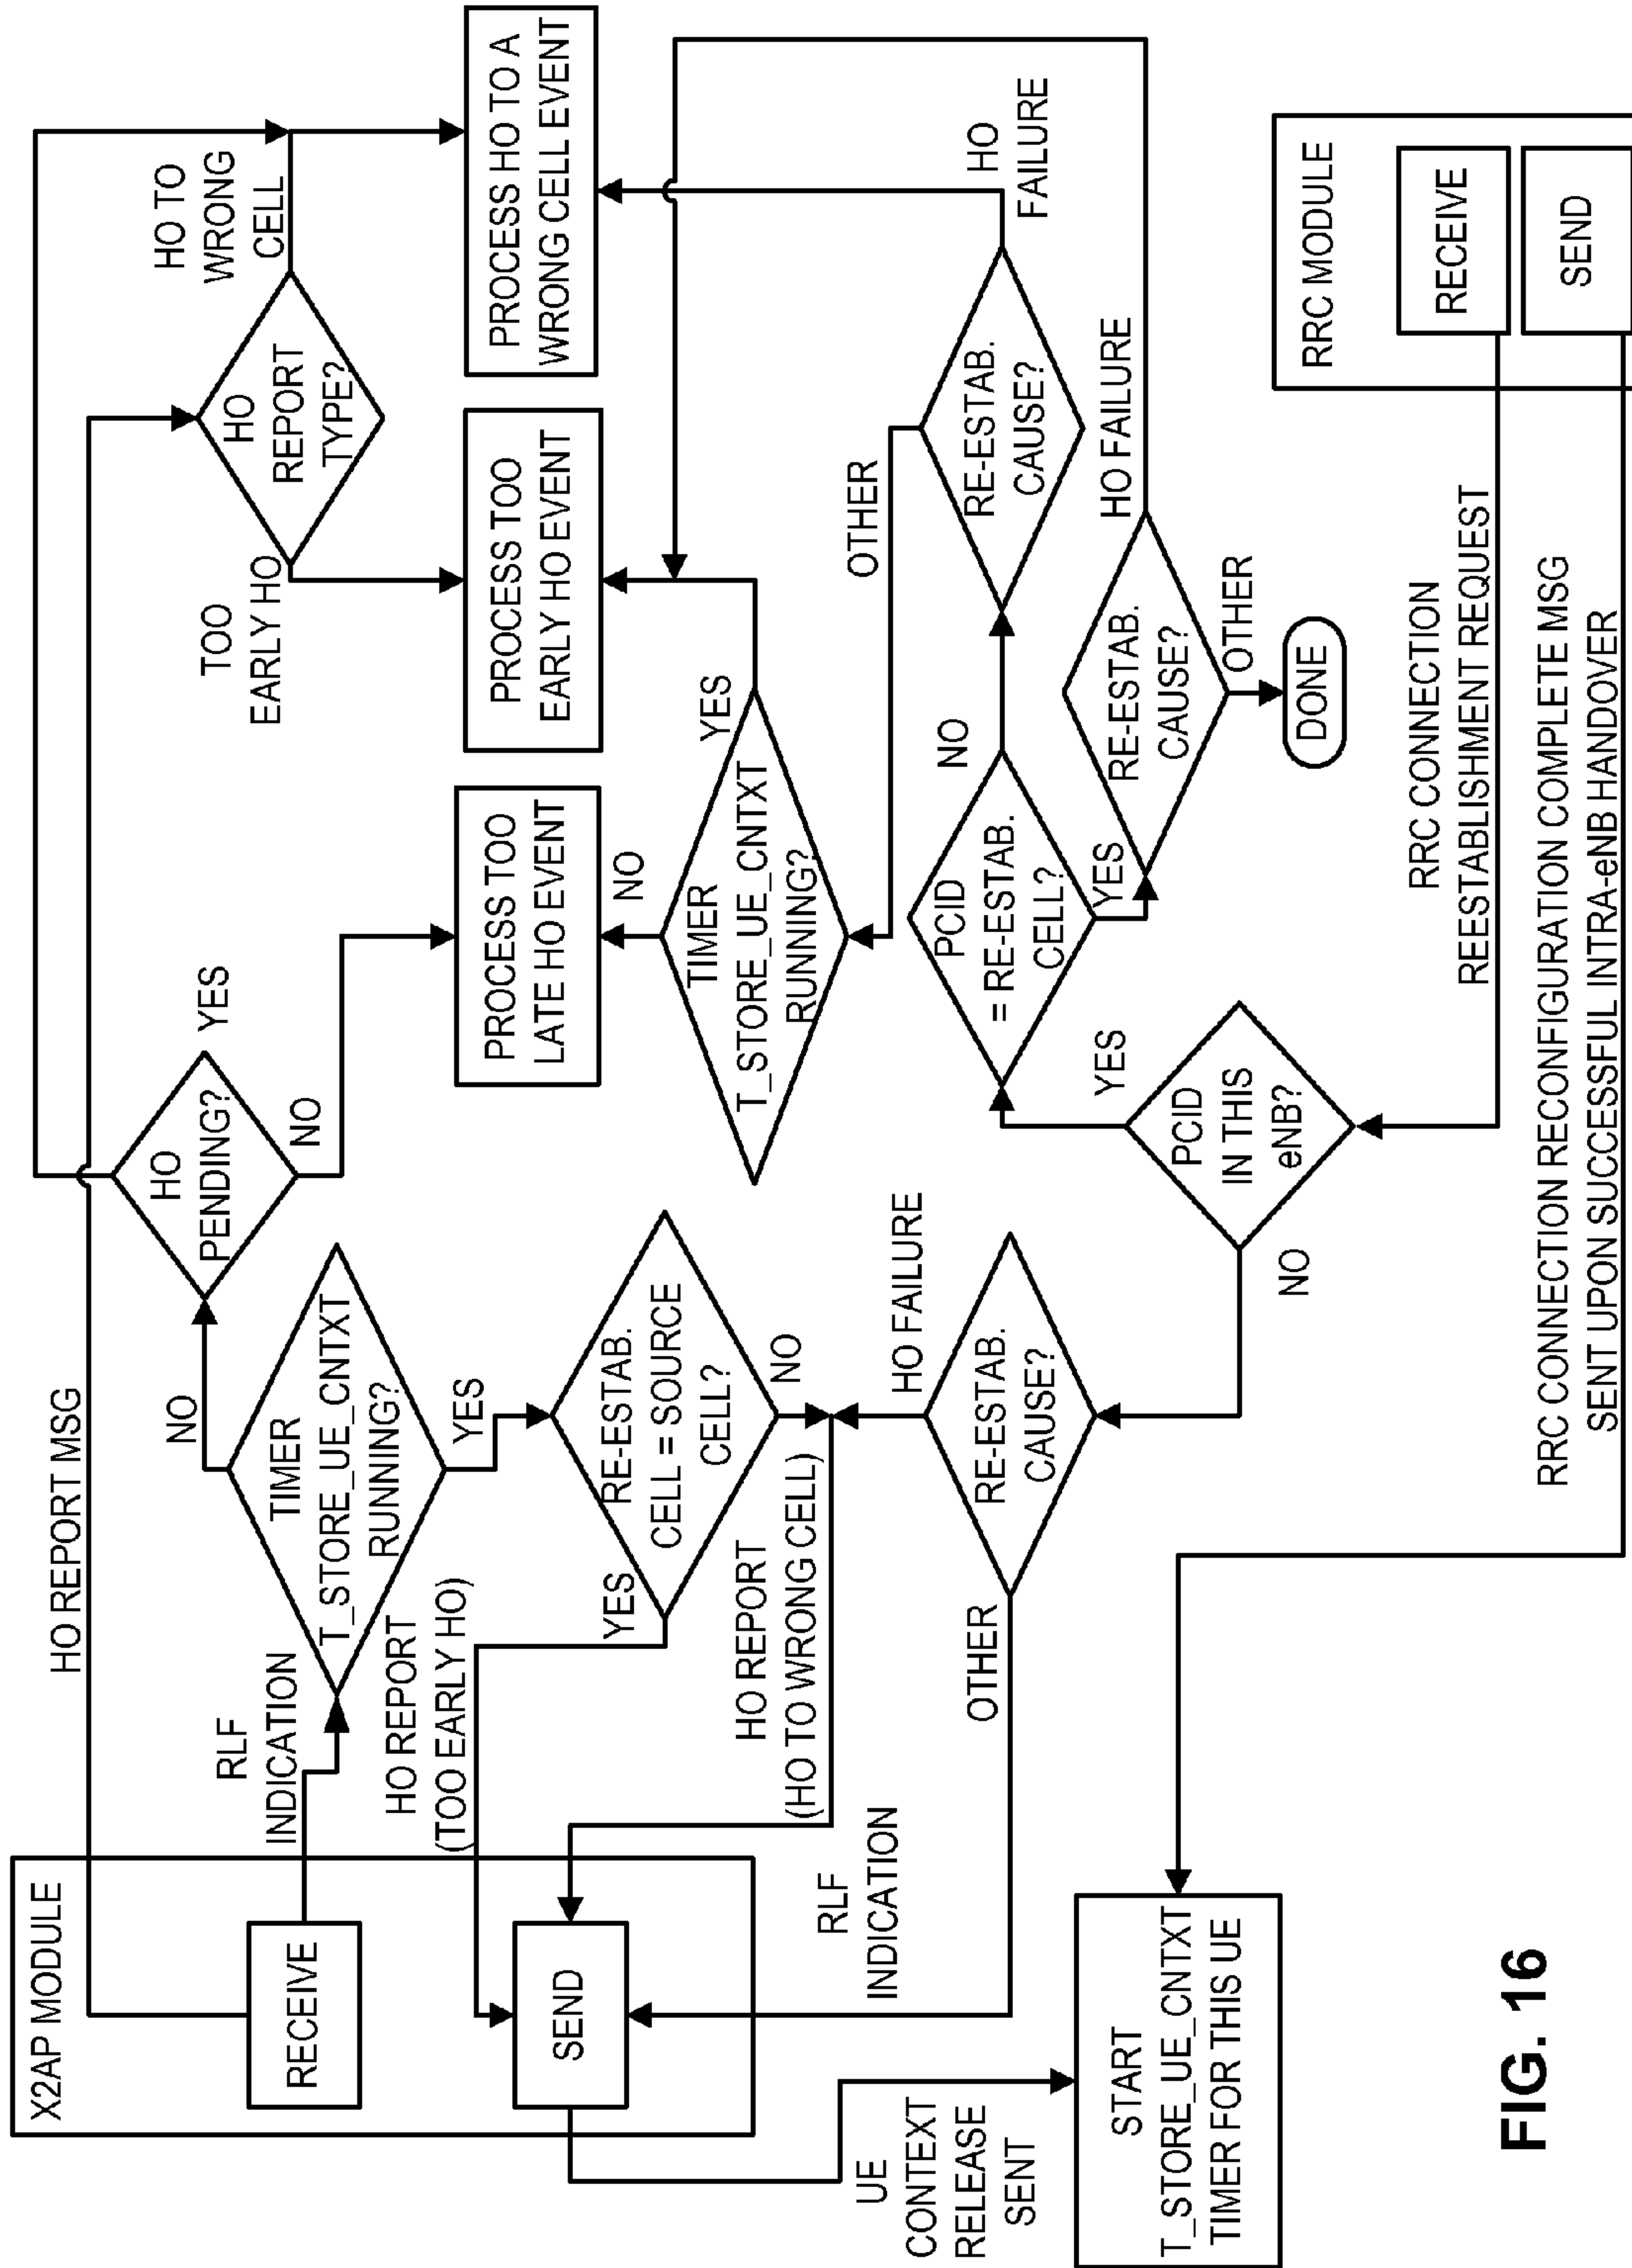 X2AP MODULE
RECEIVE
SEND
HO REPORT MSG
RLF
INDICATION
TIMER
T_STORE_UE_CNTXT
RUNNING?
NO
YES
HO
PENDING?
YES
NO
HO
REPORT
TYPE?
TOO
EARLY HO
HO TO
WRONG
CELL
HO REPORT
(TOO EARLY HO)
YES
RE-ESTAB.
CELL = SOURCE
CELL?
NO
HO REPORT
(HO TO WRONG CELL)
PROCESS TOO
LATE HO EVENT
PROCESS TOO
EARLY HO EVENT
PROCESS HO TO A
WRONG CELL EVENT
NO
TIMER
T_STORE_UE_CNTXT
RUNNING?
YES
OTHER
RE-ESTAB.
CAUSE?
HO
FAILURE
UE
CONTEXT
RELEASE
SENT
RLF
INDICATION
OTHER
RE-ESTAB.
CAUSE?
HO FAILURE
NO
PCID
IN THIS
eNB?
YES
PCID
= RE-ESTAB.
CELL?
NO
YES
RE-ESTAB.
CAUSE?
HO FAILURE
OTHER
DONE
START
T_STORE_UE_CNTXT
TIMER FOR THIS UE
RRC CONNECTION
REESTABLISHMENT REQUEST
RRC CONNECTION RECONFIGURATION COMPLETE MSG
SENT UPON SUCCESSFUL INTRA-eNB HANDOVER
RRC MODULE
RECEIVE
SEND
FIG. 16